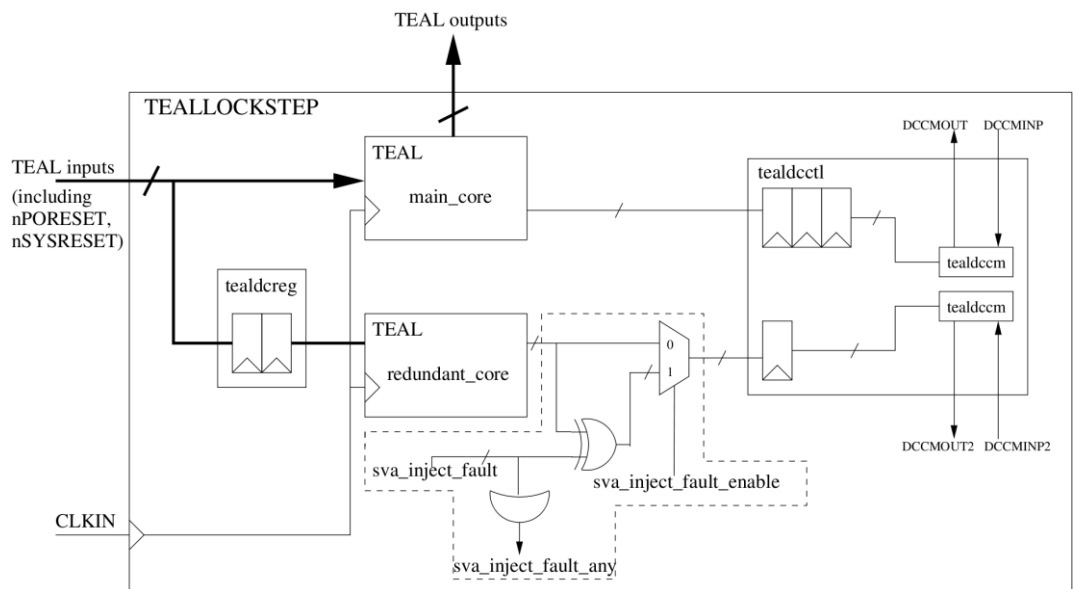 TEAL outputs
TEALLOCKSTEP
DCCMOUT
DCCMINP
TEAL inputs
(including
nPORESET,
nSYSRESET)
TEAL
main_core
tealdcctl
tealdccm
tealdcreg
tealdccm
TEAL
redundant_core
0
1
DCCMOUT2
DCCMINP2
sva_inject_fault
sva_inject_fault_enable
CLKIN
sva_inject_fault_any